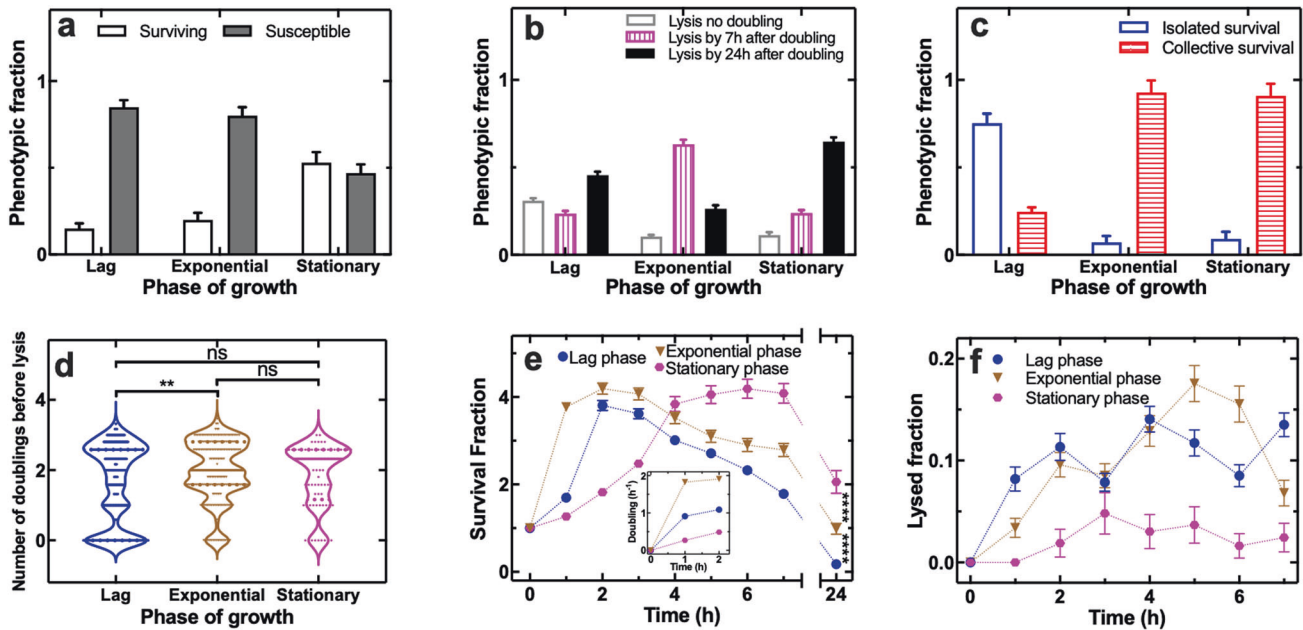 a
Surviving
Susceptible
Phenotypic fraction
1
0
Lag
Exponential
Stationary
Phase of growth
b
Lysis no doubling
Lysis by 7h after doubling
Lysis by 24h after doubling
Phenotypic fraction
1
0
Lag
Exponential
Stationary
Phase of growth
c
Isolated survival
Collective survival
Phenotypic fraction
1
0
Lag
Exponential
Stationary
Phase of growth
d
ns
**
ns
Number of doublings before lysis
4
2
0
Lag
Exponential
Stationary
Phase of growth
e
Lag phase
Exponential phase
Stationary phase
Survival Fraction
4
2
0
Doubling (h⁻¹)
2
1
0
0
1
2
Time (h)
****
****
0
2
4
6
24
Time (h)
f
Lag phase
Exponential phase
Stationary phase
Lysed fraction
0.2
0.1
0.0
0
2
4
6
Time (h)